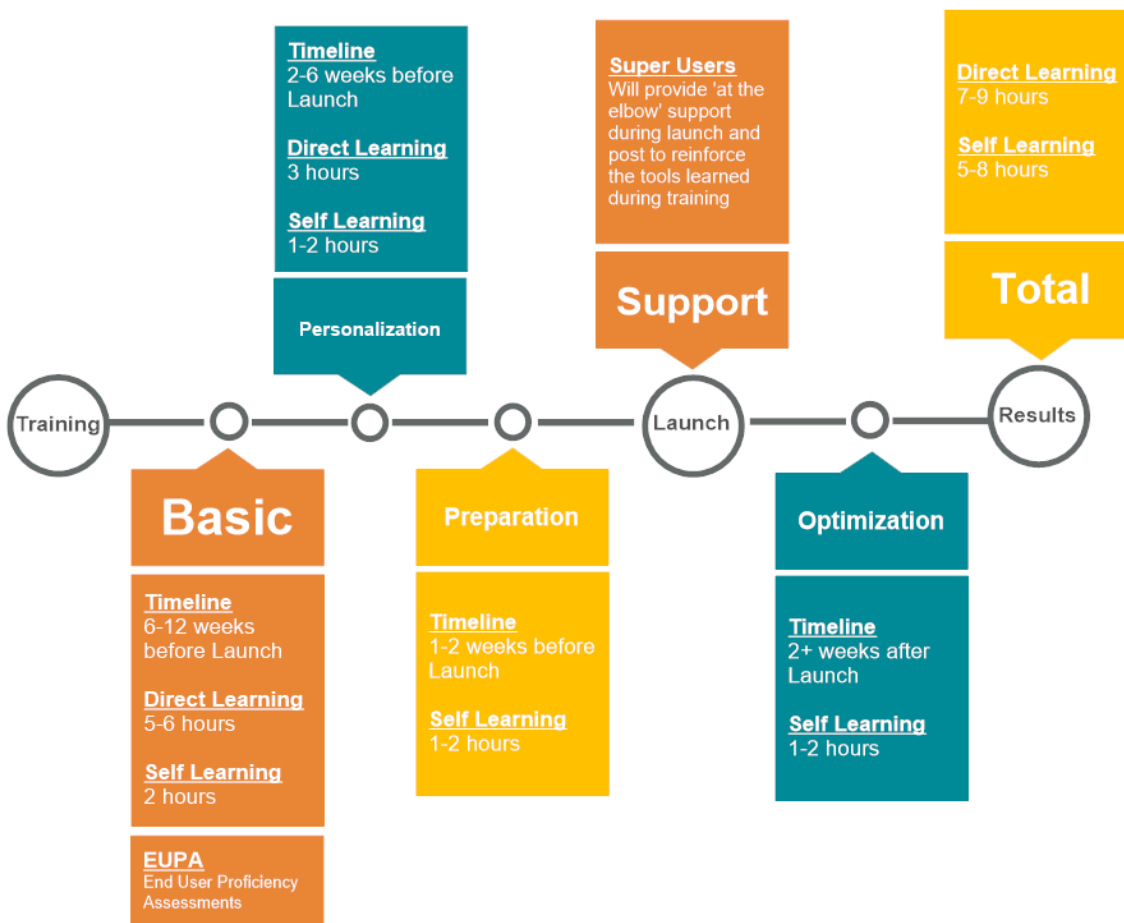 Timeline
2-6 weeks before
Launch
Direct Learning
3 hours
Self Learning
1-2 hours
Personalization
Super Users
Will provide 'at the
elbow' support
during launch and
post to reinforce
the tools learned
during training
Support
Direct Learning
7-9 hours
Self Learning
5-8 hours
Total
Training
Launch
Results
Basic
Timeline
6-12 weeks
before Launch
Direct Learning
5-6 hours
Self Learning
2 hours
EUPA
End User Proficiency
Assessments
Preparation
Timeline
1-2 weeks before
Launch
Self Learning
1-2 hours
Optimization
Timeline
2+ weeks after
Launch
Self Learning
1-2 hours